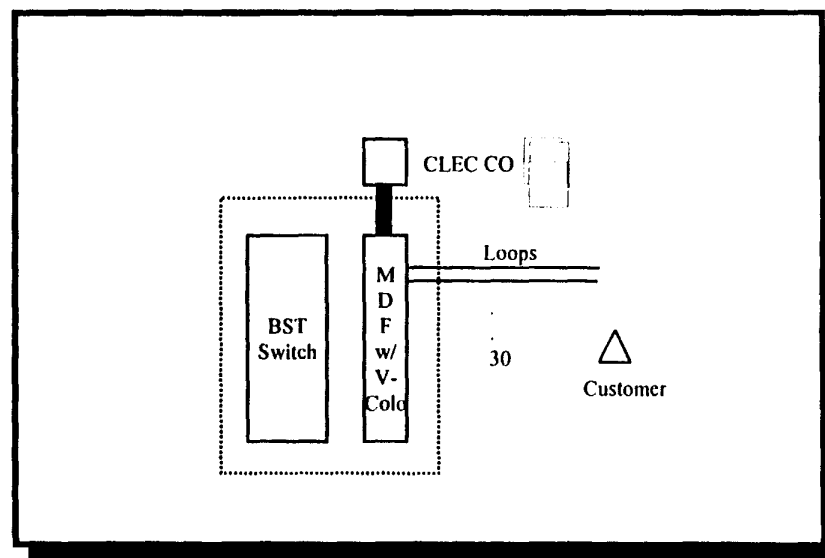 CLEC CO
Loops
BST
Switch
M
D
F
w/
V-
Colo
.
.
30
Customer